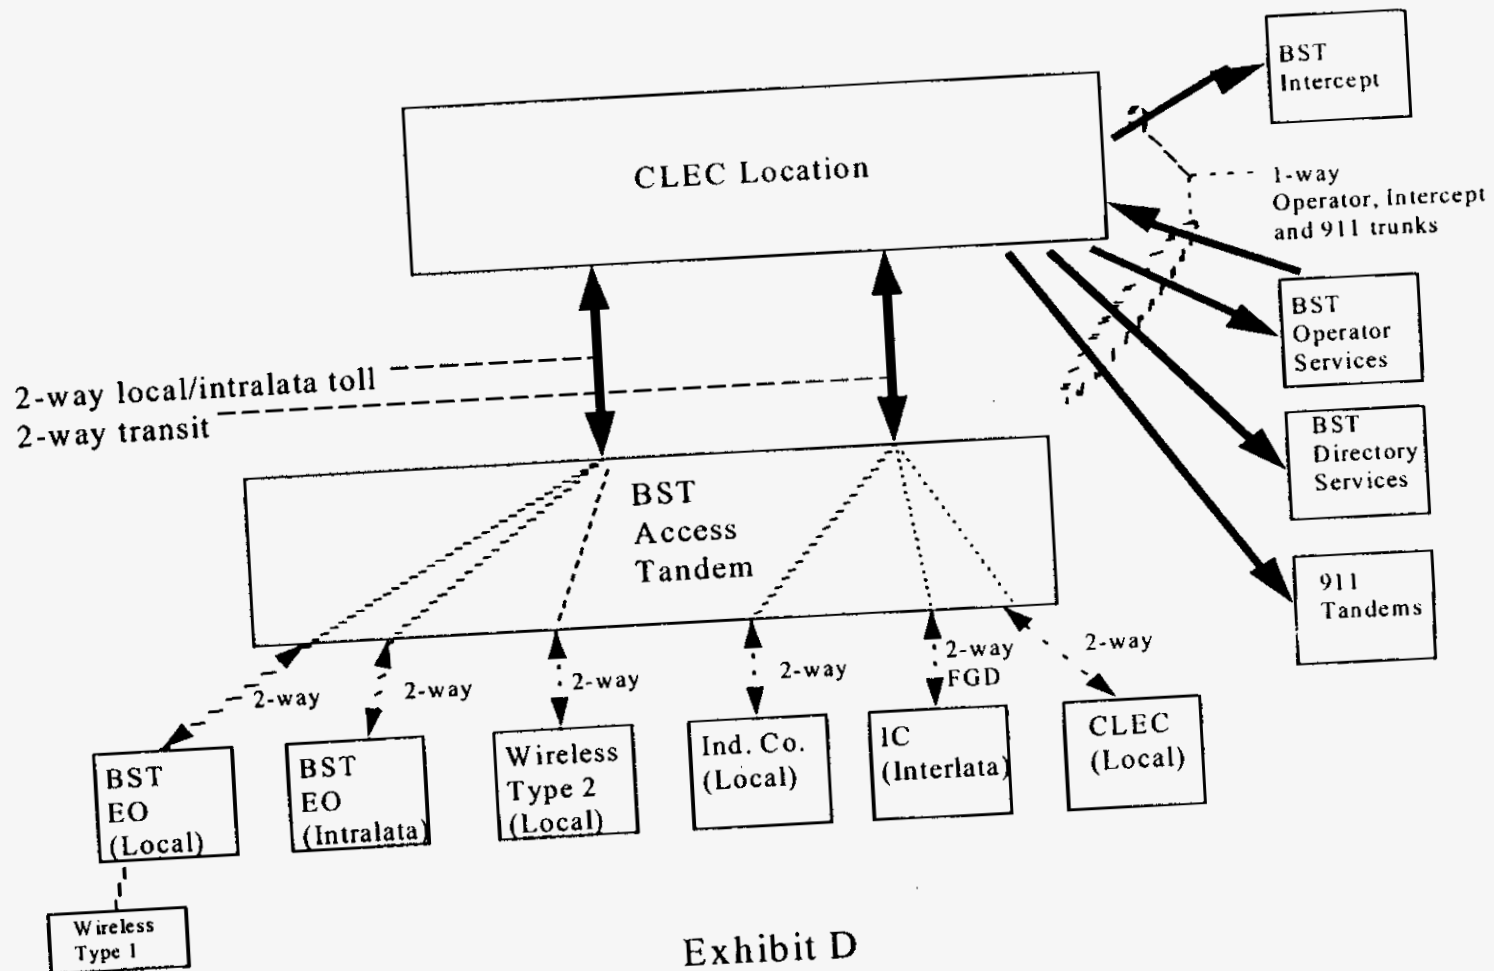 BST
Intercept
CLEC Location
1-way
Operator, Intercept
and 911 trunks
BST
Operator
Services
2-way local/intralata toll
2-way transit
BST
Directory
Services
BST
Access
Tandem
911
Tandems
2-way
2-way
2-way
2-way
2-way
FGD
2-way
BST
EO
(Local)
BST
EO
(Intralata)
Wireless
Type 2
(Local)
Ind. Co.
(Local)
IC
(Interlata)
CLEC
(Local)
Wireless
Type 1
Exhibit D